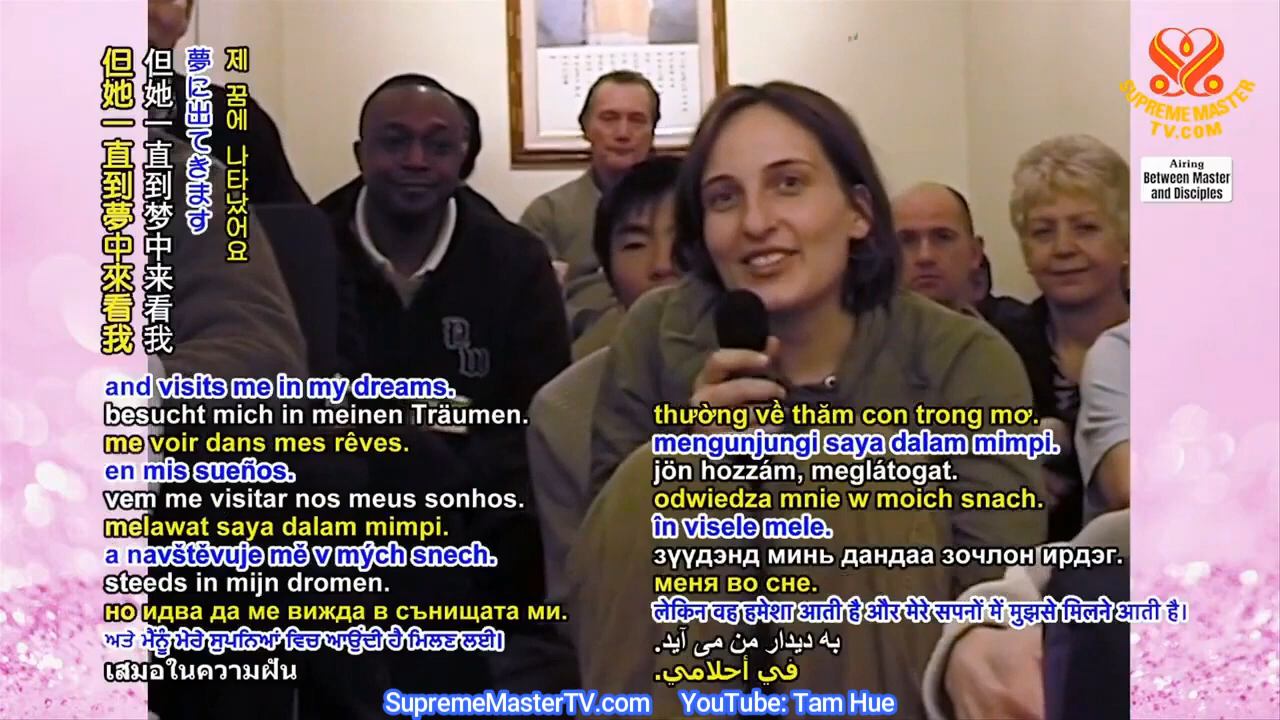 제 꿈에 나타났어요
夢に出てきます
但她一直到梦中来看我
但她一直到夢中來看我
SUPREME MASTER
TV.COM
Airing
Between Master
and Disciples
and visits me in my dreams.
besucht mich in meinen Träumen.
me voir dans mes rêves.
en mis sueños.
vem me visitar nos meus sonhos.
melawat saya dalam mimpi.
a navštěvuje mě v mých snech.
steeds in mijn dromen.
но идва да ме вижда в сънищата ми.
ਅਤੇ ਮੈਨੂੰ ਮੇਰੇ ਸੁਪਨਿਆਂ ਵਿਚ ਆਉਂਦੀ ਹੈ ਮਿਲਣ ਲਈ।
เสมอในความฝัน
thường về thăm con trong mơ.
mengunjungi saya dalam mimpi.
jön hozzám, meglátogat.
odwiedza mnie w moich snach.
în visele mele.
зүүдэнд минь дандаа зочлон ирдэг.
меня во сне.
लेकिन वह हमेशा आती है और मेरे सपनों में मुझसे मिलने आती है।
به دیدار من می آید.
في أحلامي.
SupremeMasterTV.com YouTube: Tam Hue